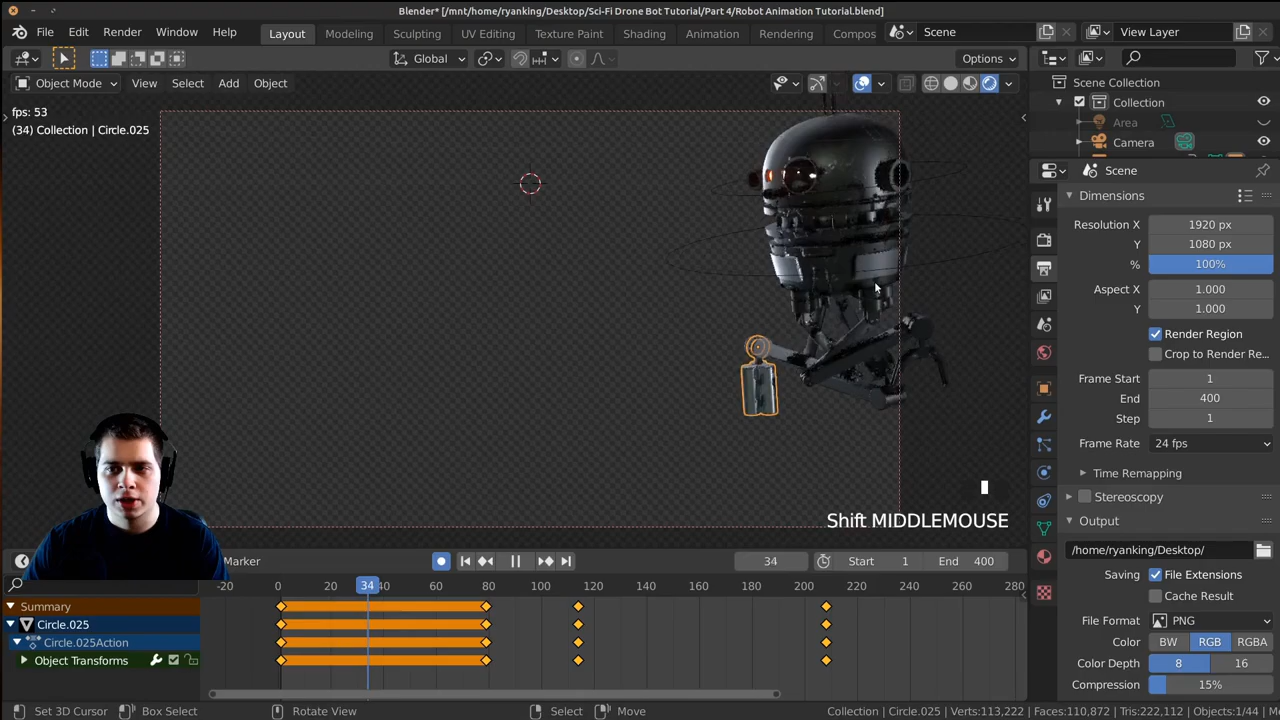 Blender* [/mnt/home/ryanking/Desktop/Sci-Fi Drone Bot Tutorial/Part 4/Robot Animation Tutorial.blend]
File Edit Render Window Help Layout Modeling Sculpting UV Editing Texture Paint Shading Animation Rendering Compos Scene View Layer
Global Options
Object Mode View Select Add Object
Scene Collection
Collection
Area
Camera
fps: 53
(34) Collection | Circle.025
Scene
Dimensions
Resolution X 1920 px
Y 1080 px
% 100%
Aspect X 1.000
Y 1.000
Render Region
Crop to Render Re...
Frame Start 1
End 400
Step 1
Frame Rate 24 fps
Time Remapping
Stereoscopy
Output
/home/ryanking/Desktop/
Saving File Extensions
Cache Result
File Format PNG
Color BW RGB RGBA
Color Depth 8 16
Compression 15%
Shift MIDDLEMOUSE
Marker 34 Start 1 End 400
-20 0 20 34 40 60 80 100 120 140 160 180 200 220 240 260 280
Summary
Circle.025
Circle.025Action
Object Transforms
Set 3D Cursor Box Select Rotate View Select Move Collection | Circle.025 | Verts:113,222 | Faces:110,872 | Tris:222,112 | Objects:1/44 | M